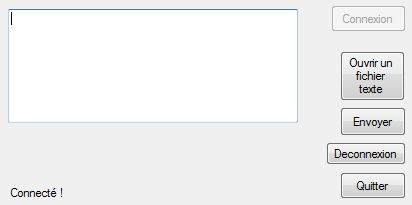 Connexion
Ouvrir un
fichier
texte
Envoyer
Deconnexion
Quitter
Connecté !